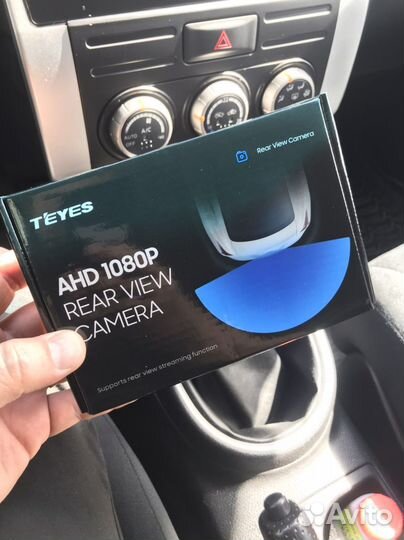 A/C
AUTO
OFF
Rear View Camera
TEYES
AHD 1080P
REAR VIEW
CAMERA
Supports rear view streaming function
Avito